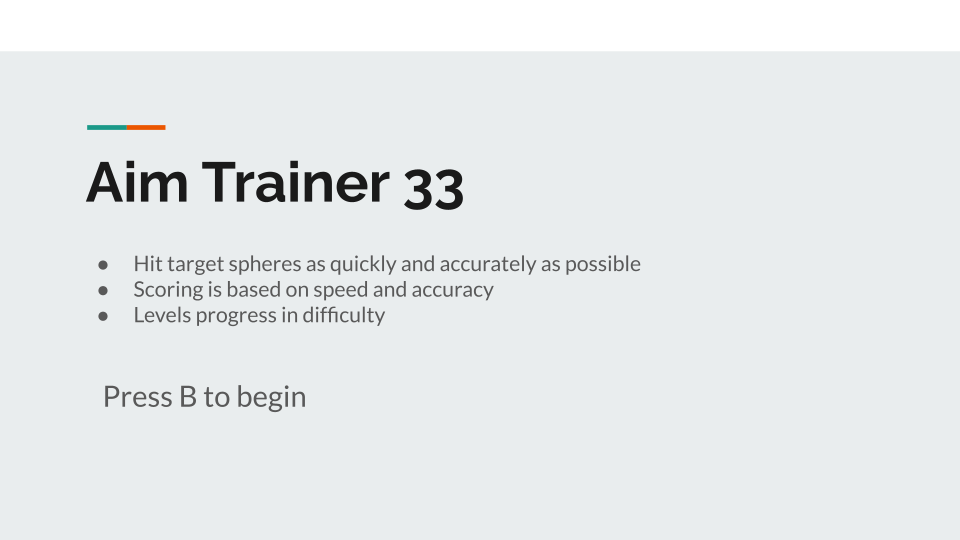 Aim Trainer 33
● Hit target spheres as quickly and accurately as possible
● Scoring is based on speed and accuracy
● Levels progress in difficulty
Press B to begin